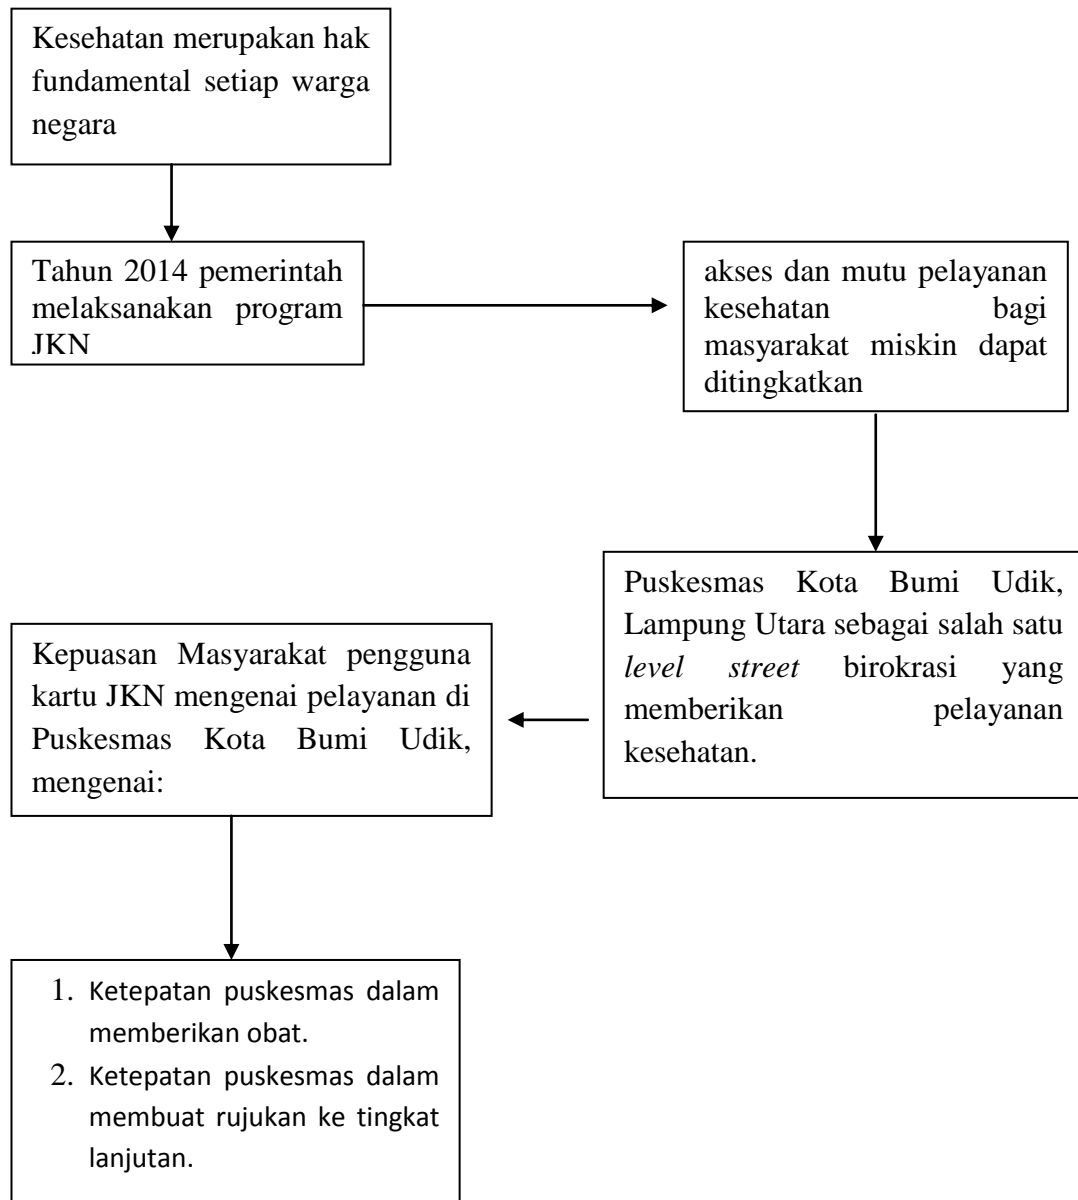 Kesehatan merupakan hak
fundamental setiap warga
negara
Tahun 2014 pemerintah
melaksanakan program
JKN
akses dan mutu pelayanan
kesehatan bagi
masyarakat miskin dapat
ditingkatkan
Puskesmas Kota Bumi Udik,
Lampung Utara sebagai salah satu
level street birokrasi yang
memberikan pelayanan
kesehatan.
Kepuasan Masyarakat pengguna
kartu JKN mengenai pelayanan di
Puskesmas Kota Bumi Udik,
mengenai:
1. Ketepatan puskesmas dalam
memberikan obat.
2. Ketepatan puskesmas dalam
membuat rujukan ke tingkat
lanjutan.